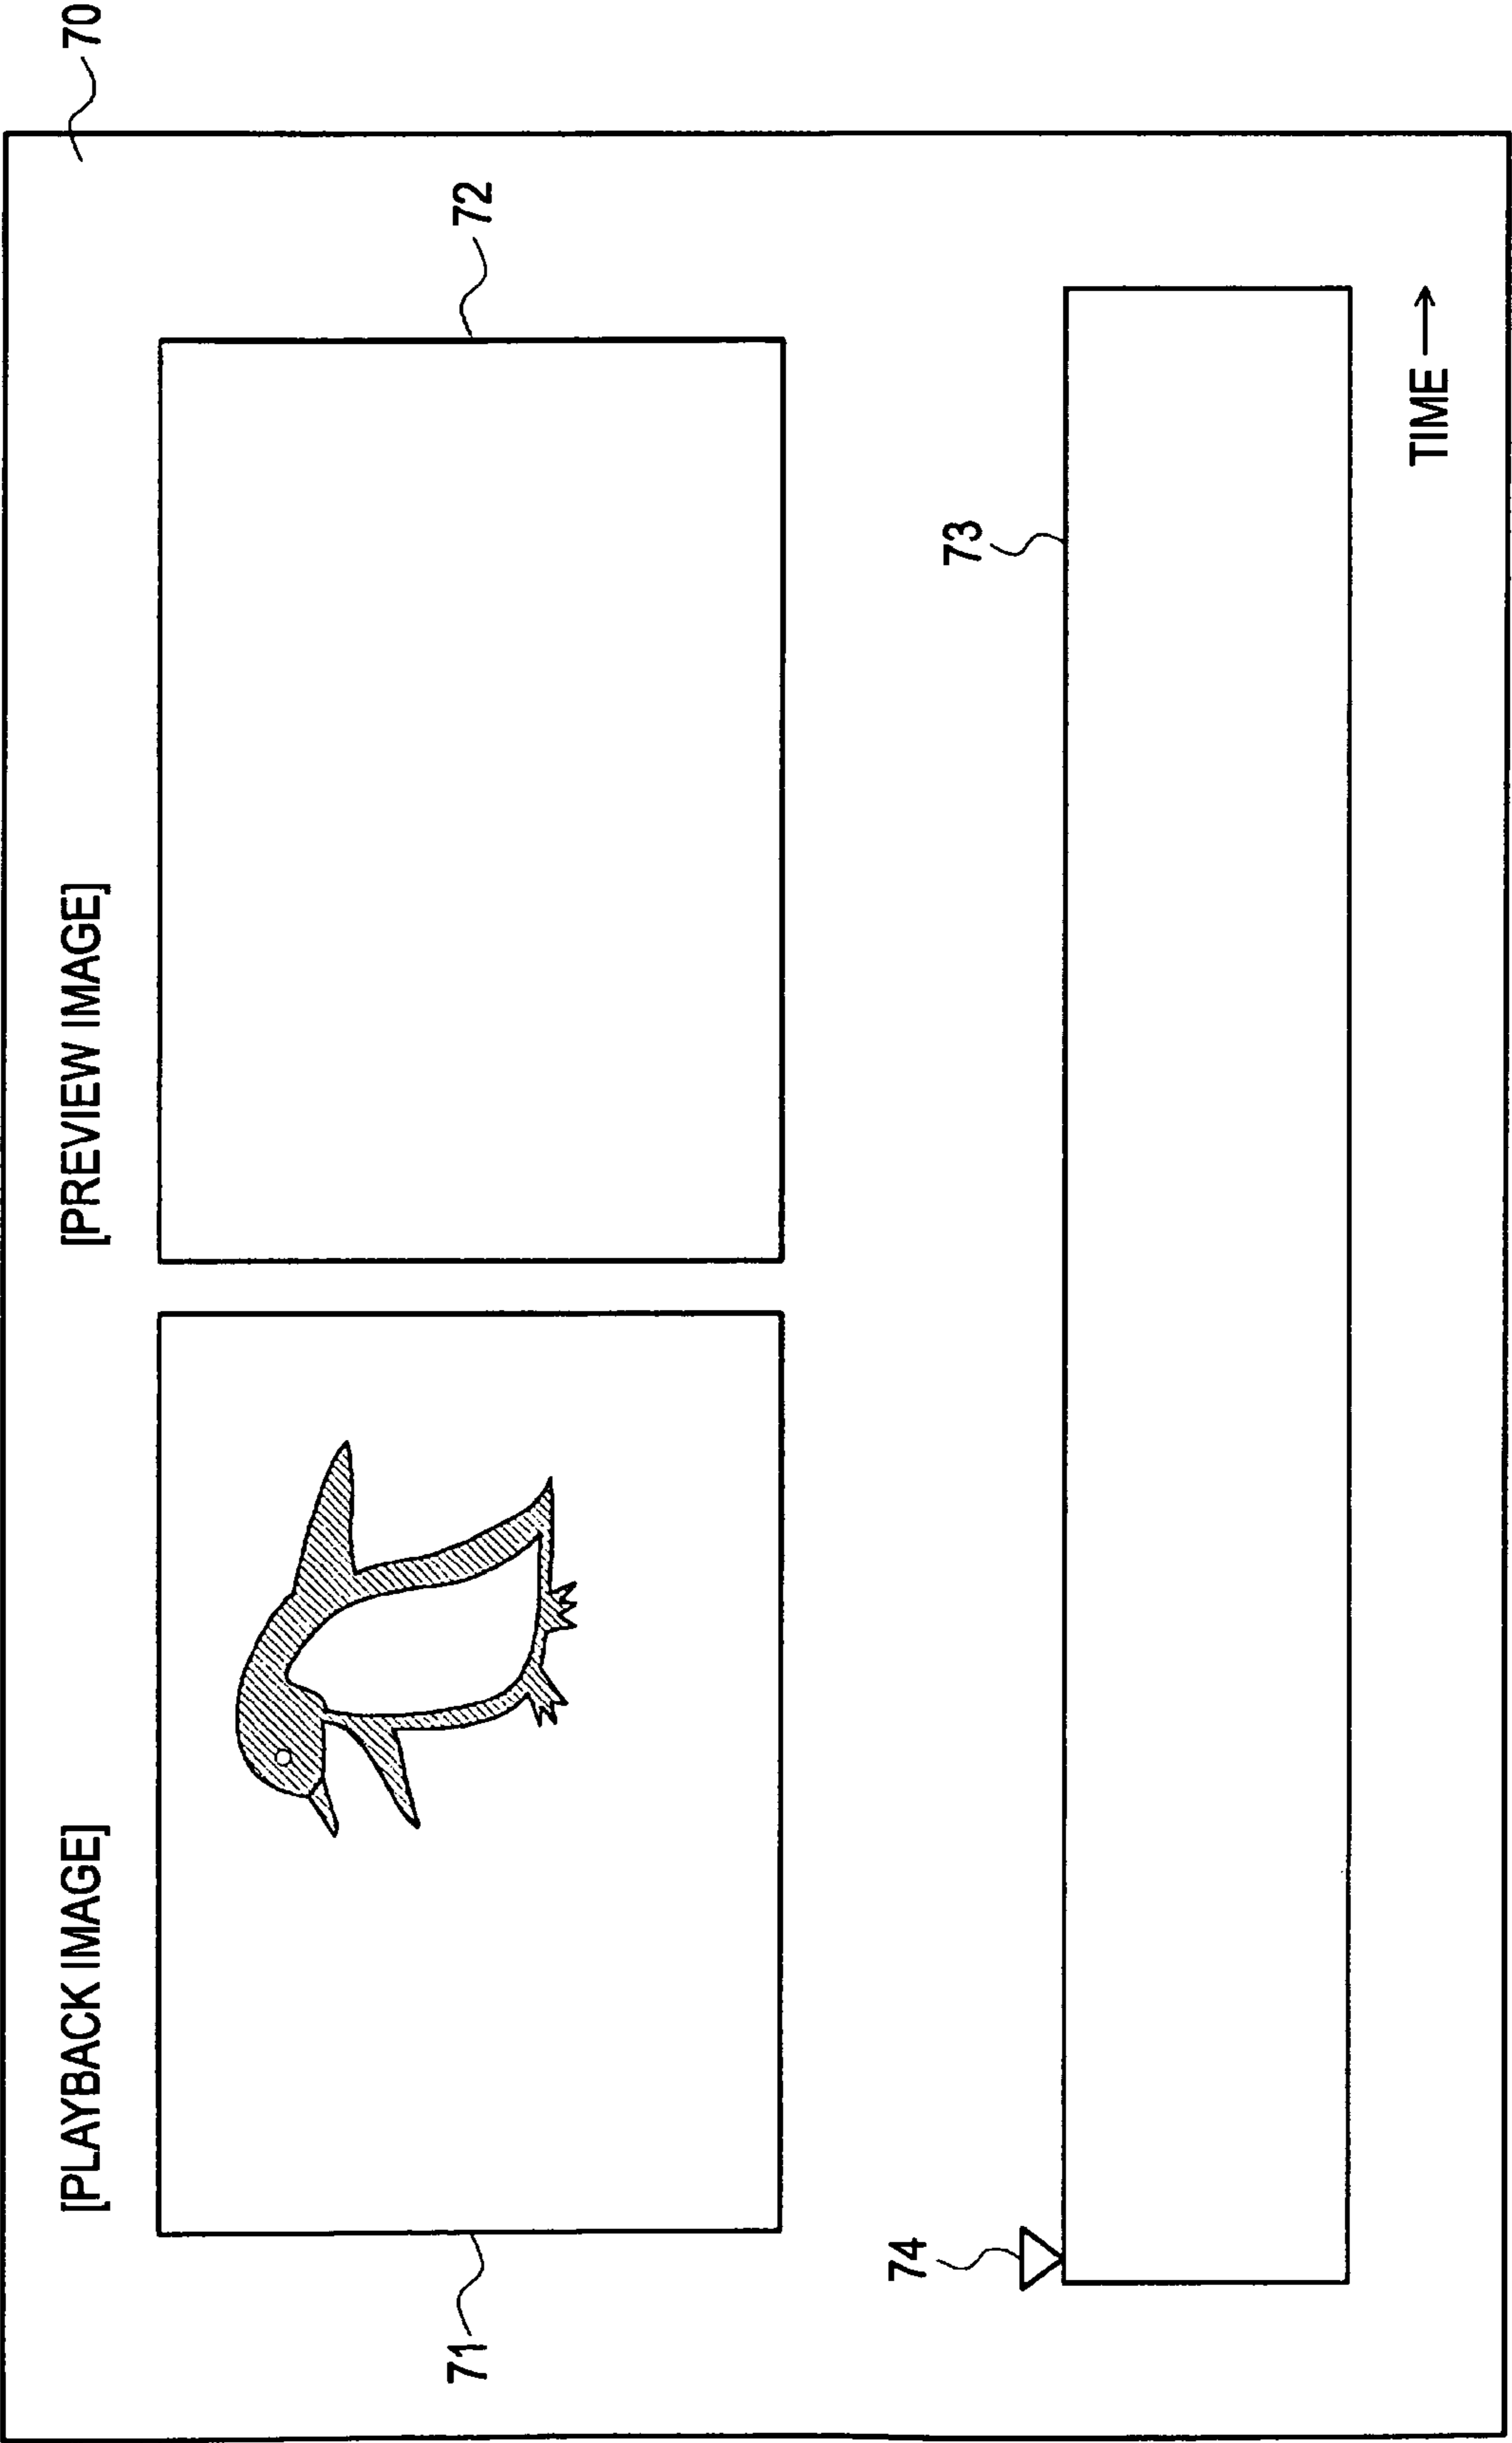 70
[PLAYBACK IMAGE]
[PREVIEW IMAGE]
71
72
73
74
TIME →